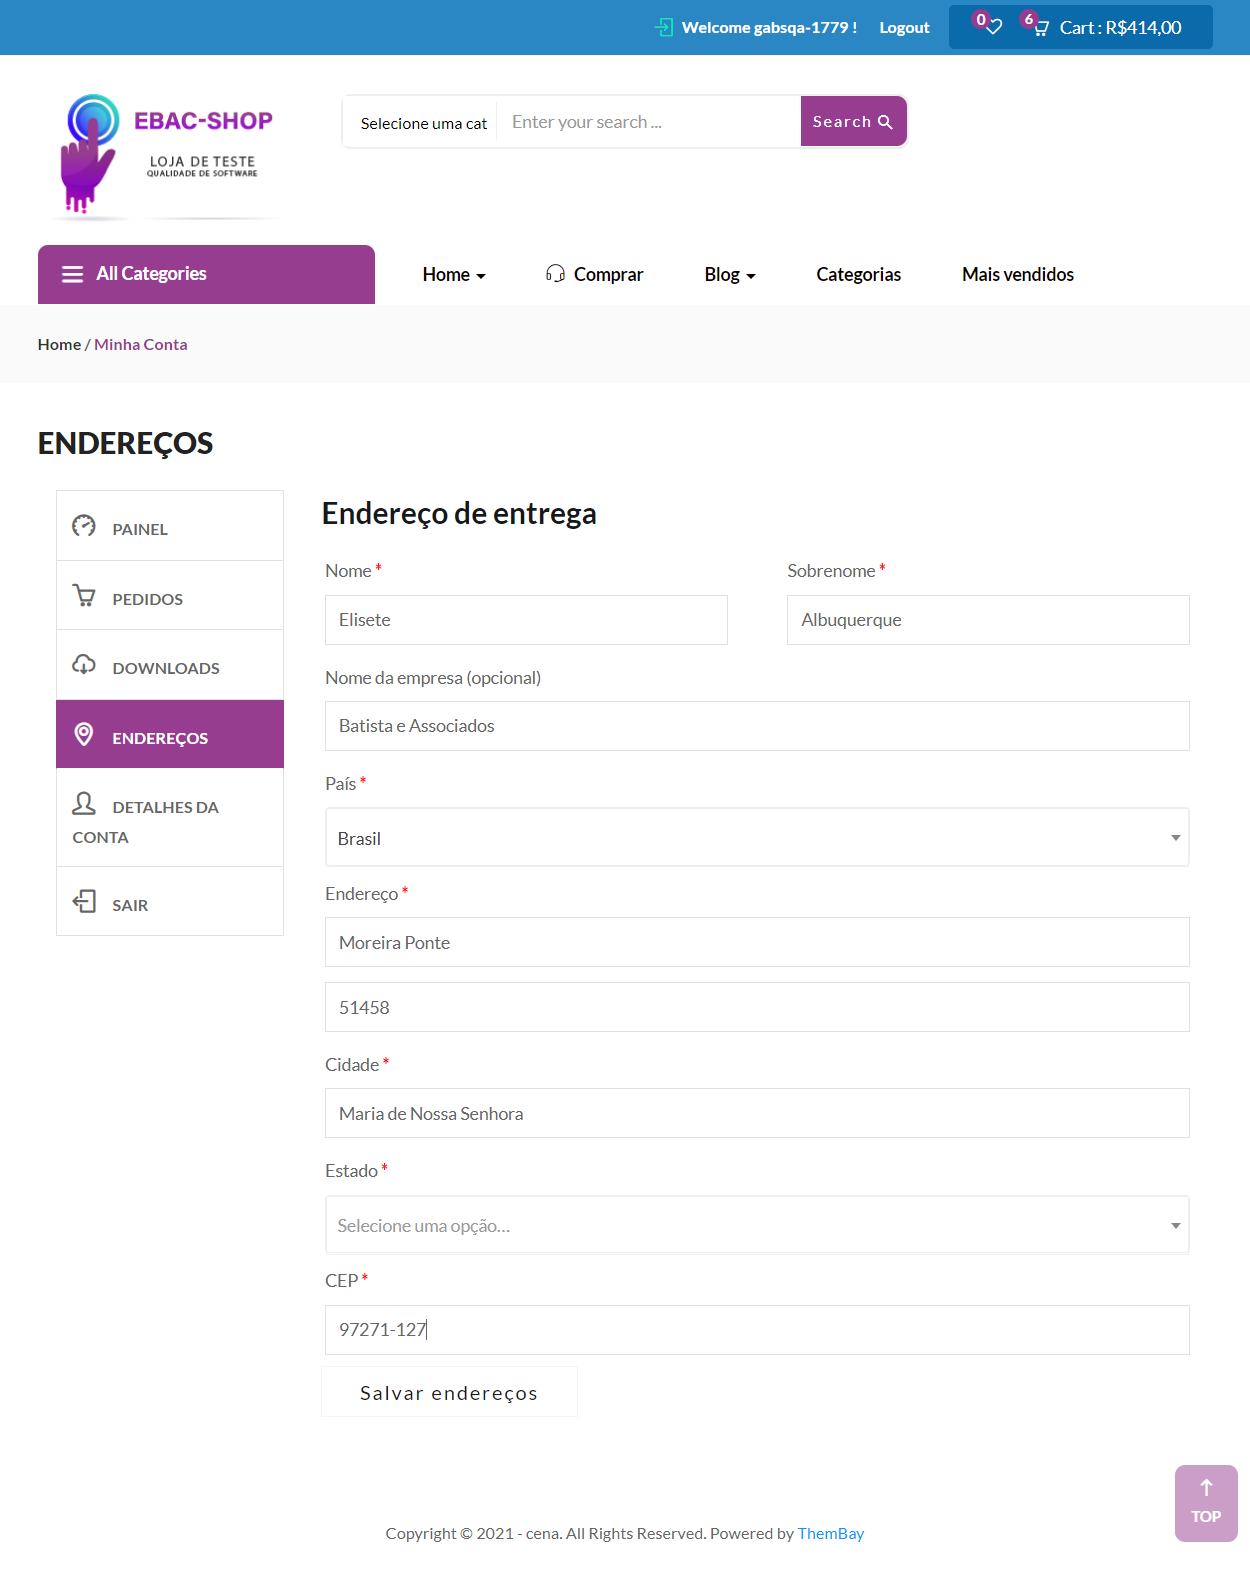 Welcome gabsqa-1779 ! Logout 0 6 Cart : R$414,00
EBAC-SHOP
LOJA DE TESTE
QUALIDADE DE SOFTWARE
Selecione uma cat Enter your search ... Search
All Categories Home Comprar Blog Categorias Mais vendidos
Home / Minha Conta
ENDEREÇOS
PAINEL
PEDIDOS
DOWNLOADS
ENDEREÇOS
DETALHES DA
CONTA
SAIR
Endereço de entrega
Nome * Sobrenome *
Elisete Albuquerque
Nome da empresa (opcional)
Batista e Associados
País *
Brasil
Endereço *
Moreira Ponte
51458
Cidade *
Maria de Nossa Senhora
Estado *
Selecione uma opção...
CEP *
97271-127
Salvar endereços
TOP
Copyright © 2021 - cena. All Rights Reserved. Powered by ThemBay